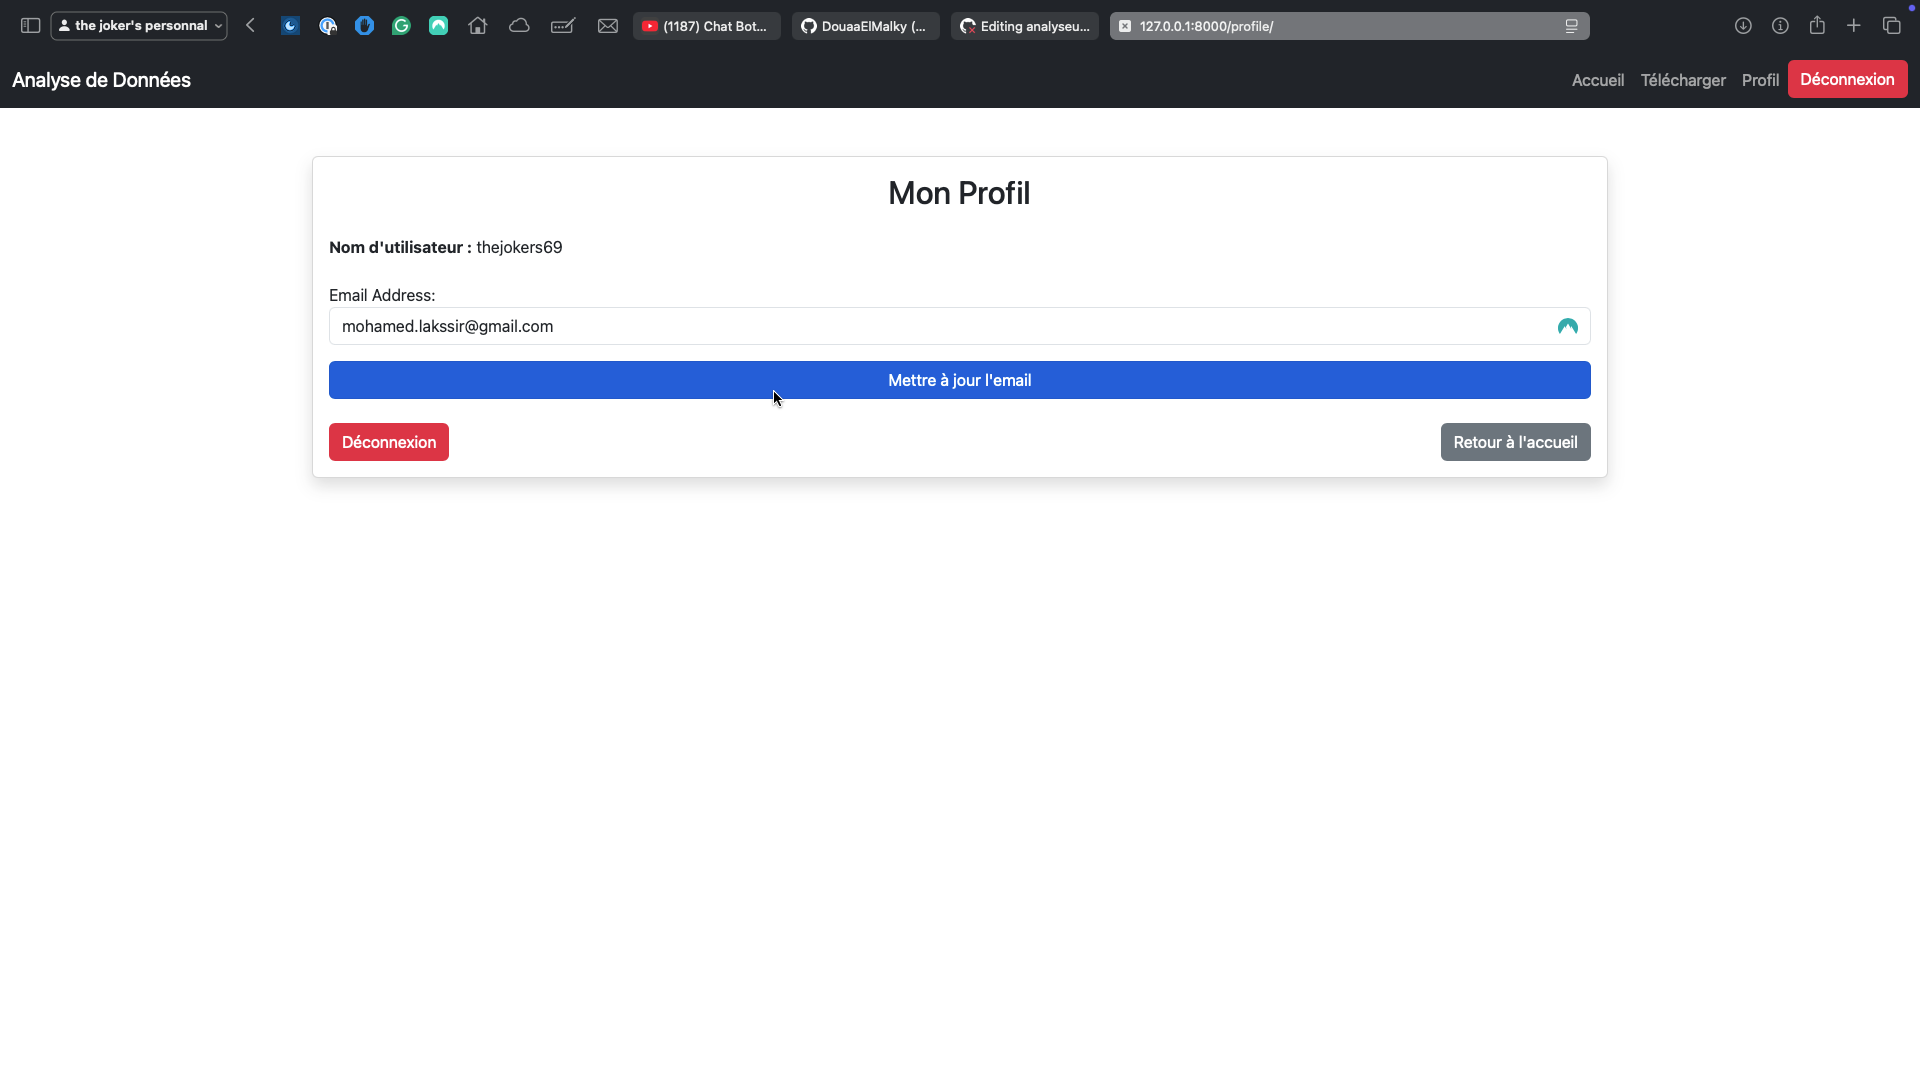 the joker's personnal
(1187) Chat Bot...
DouaaElMalky (...
Editing analyseu...
127.0.0.1:8000/profile/
Analyse de Données
Accueil
Télécharger
Profil
Déconnexion
Mon Profil
Nom d'utilisateur : thejokers69
Email Address:
mohamed.lakssir@gmail.com
Mettre à jour l'email
Déconnexion
Retour à l'accueil